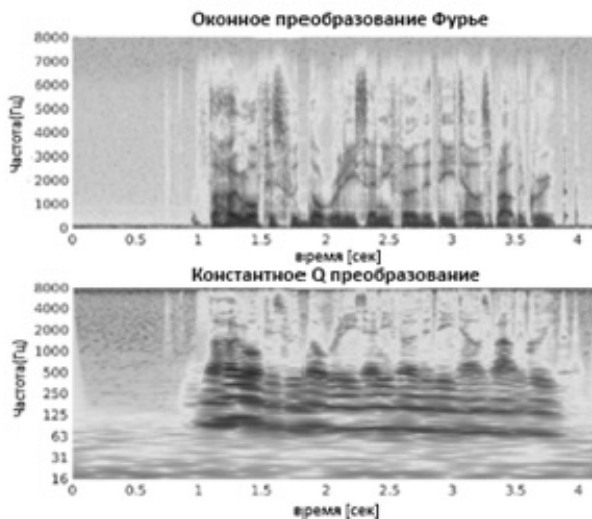 Оконное преобразование Фурье
8000
7000
6000
5000
4000
3000
2000
1000
0
Частота(Гц)
0 0.5 1 1.5 2 2.5 3 3.5 4
время [сек]
Константное Q преобразование
8000
4000
2000
1000
500
250
125
63
31
16
Частота(Гц)
0 0.5 1 1.5 2 2.5 3 3.5 4
время [сек]